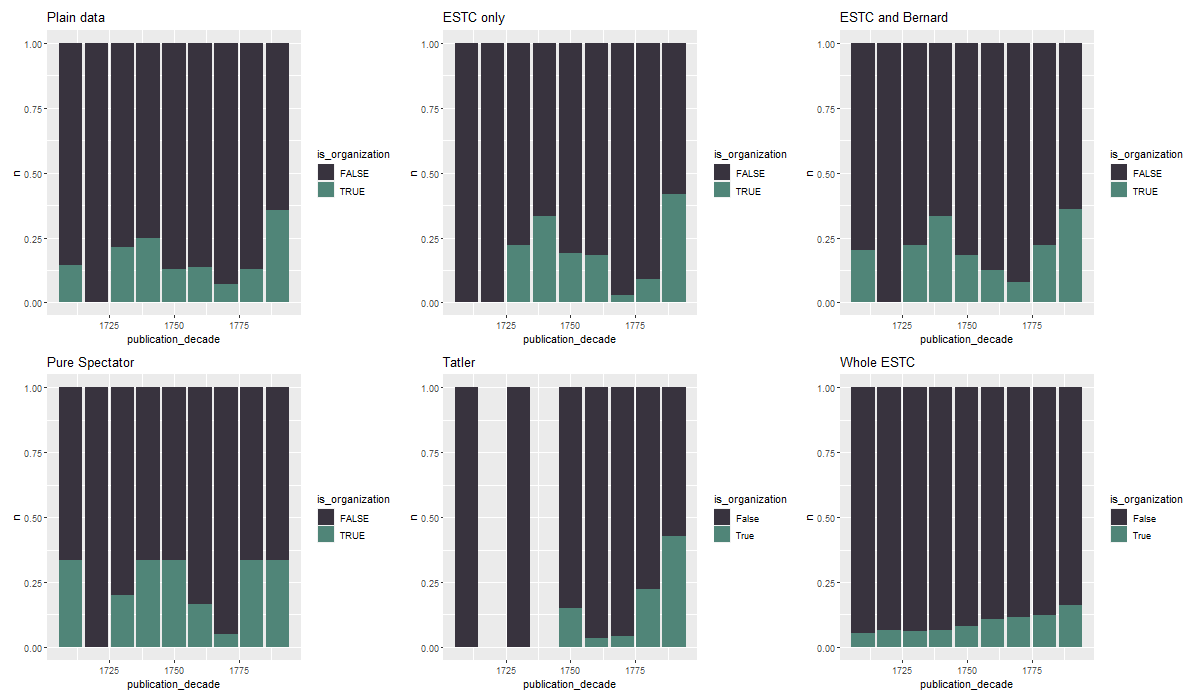 Plain data
1.00
0.75
0.50
0.25
0.00
n
1725 1750 1775
publication_decade
is_organization
FALSE
TRUE
ESTC only
1.00
0.75
0.50
0.25
0.00
n
1725 1750 1775
publication_decade
is_organization
FALSE
TRUE
ESTC and Bernard
1.00
0.75
0.50
0.25
0.00
n
1725 1750 1775
publication_decade
is_organization
FALSE
TRUE
Pure Spectator
1.00
0.75
0.50
0.25
0.00
n
1725 1750 1775
publication_decade
is_organization
FALSE
TRUE
Tatler
1.00
0.75
0.50
0.25
0.00
n
1725 1750 1775
publication_decade
is_organization
False
True
Whole ESTC
1.00
0.75
0.50
0.25
0.00
n
1725 1750 1775
publication_decade
is_organization
False
True